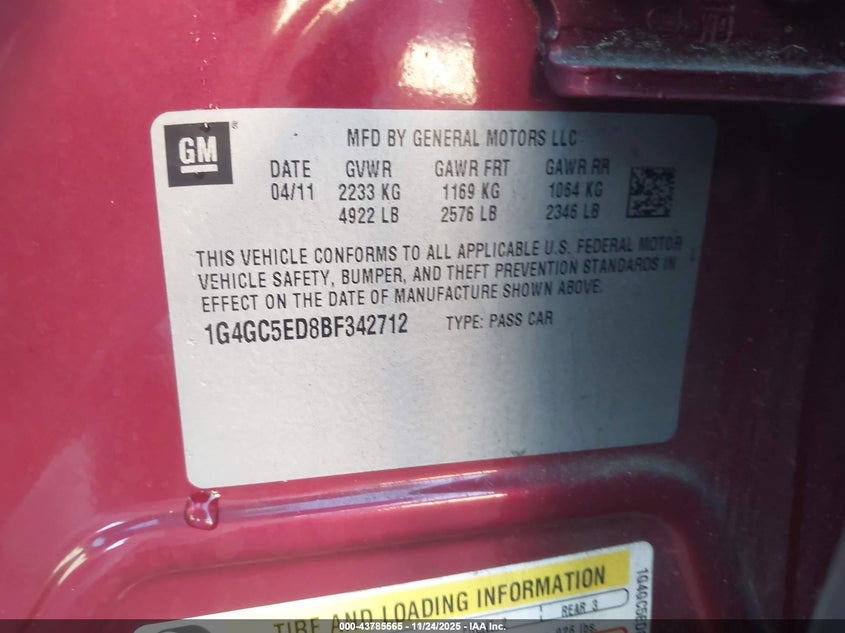 GM
MFD BY GENERAL MOTORS LLC
DATE GVWR GAWR FRT GAWR RR
04/11 2233 KG 1169 KG 1064 KG
4922 LB 2576 LB 2346 LB
THIS VEHICLE CONFORMS TO ALL APPLICABLE U.S. FEDERAL MOTOR
VEHICLE SAFETY, BUMPER, AND THEFT PREVENTION STANDARDS IN
EFFECT ON THE DATE OF MANUFACTURE SHOWN ABOVE.
1G4GC5ED8BF342712 TYPE: PASS CAR
TIRE AND LOADING INFORMATION
REAR 3
1G4GC5ED
000-43785565 - 11/24/2025 - IAA Inc.